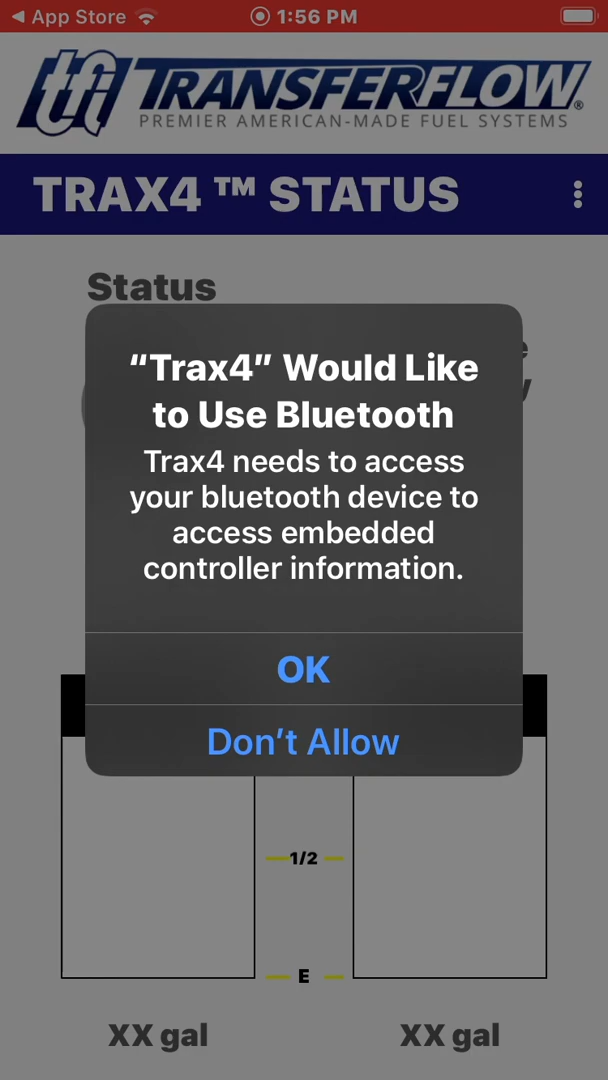 ◀ App Store 1:56 PM
tfi TRANSFERFLOW®
PREMIER AMERICAN-MADE FUEL SYSTEMS
TRAX4 ™ STATUS
Status
“Trax4” Would Like
to Use Bluetooth
Trax4 needs to access
your bluetooth device to
access embedded
controller information.
OK
Don’t Allow
1/2
E
XX gal XX gal